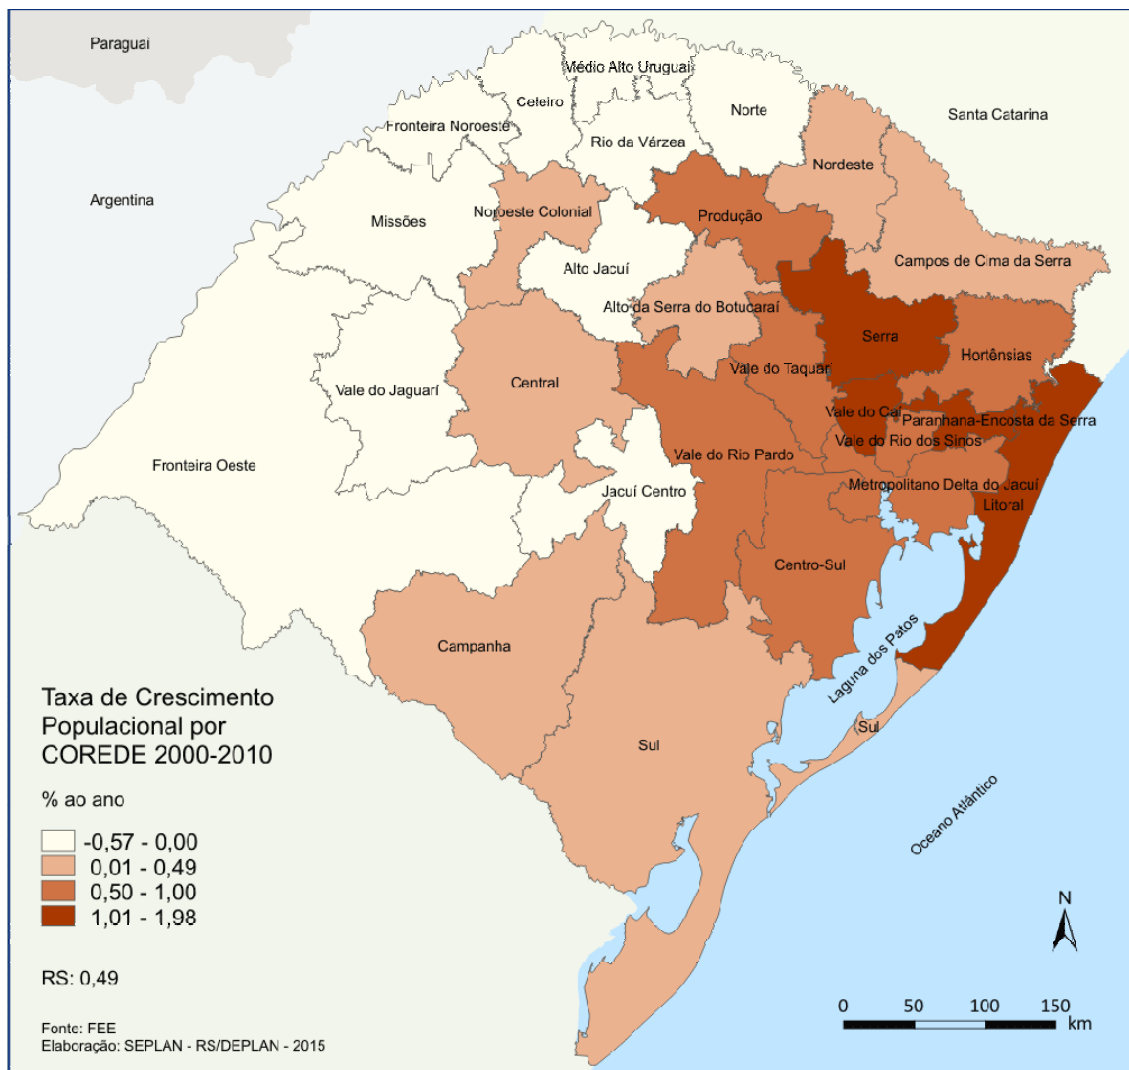 Paraguai
Médio Alto Uruguai
Celeiro
Norte
Fronteira Noroeste
Rio da Várzea
Santa Catarina
Nordeste
Argentina
Missões
Noroeste Colonial
Produção
Alto Jacuí
Campos de Cima da Serra
Alto da Serra do Botucaraí
Serra
Hortênsias
Central
Vale do Taquari
Vale do Jaguarí
Vale do Caí
Paranhana-Encosta da Serra
Vale do Rio dos Sinos
Fronteira Oeste
Vale do Rio Pardo
Jacuí Centro
Metropolitano Delta do Jacuí
Litoral
Centro-Sul
Campanha
Laguna dos Patos
Sul
Sul
Oceano Atlântico
Taxa de Crescimento
Populacional por
COREDE 2000-2010
% ao ano
-0,57 - 0,00
0,01 - 0,49
0,50 - 1,00
1,01 - 1,98
RS: 0,49
Fonte: FEE
Elaboração: SEPLAN - RS/DEPLAN - 2015
N
0 50 100 150
km